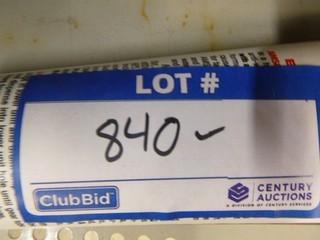 LOT #
840 -
ClubBid
CENTURY
AUCTIONS
A DIVISION OF CENTURY SERVICES